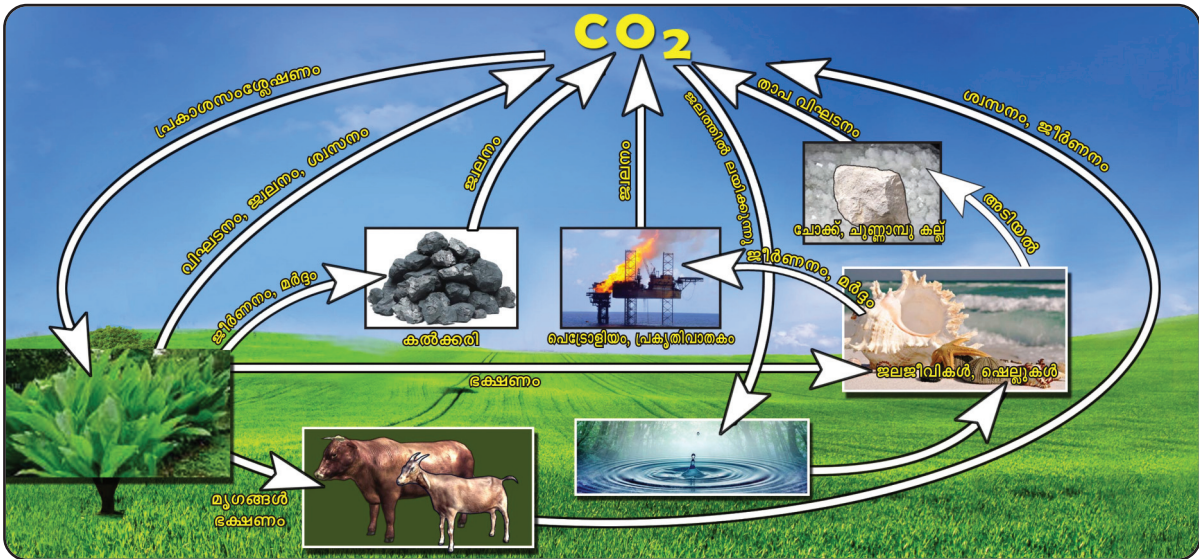 CO2
പ്രകാശസംശ്ലേഷണം
വിഘടനം, ജ്വലനം, ശ്വസനം
ജ്വലനം
ജ്വലനം
ജലത്തിൽ ലയിക്കുന്നു
താപ വിഘടനം
ശ്വസനം, ജീർണനം
ചോക്ക്, ചുണ്ണാമ്പു കല്ല്
അടിയൽ
ജീർണനം, മർദ്ദം
കൽക്കരി
പെട്രോളിയം, പ്രകൃതിവാതകം
ജീർണനം, മർദ്ദം
ഭക്ഷണം
ജലജീവികൾ, ഷെല്ലുകൾ
മൃഗങ്ങൾ
ഭക്ഷണം